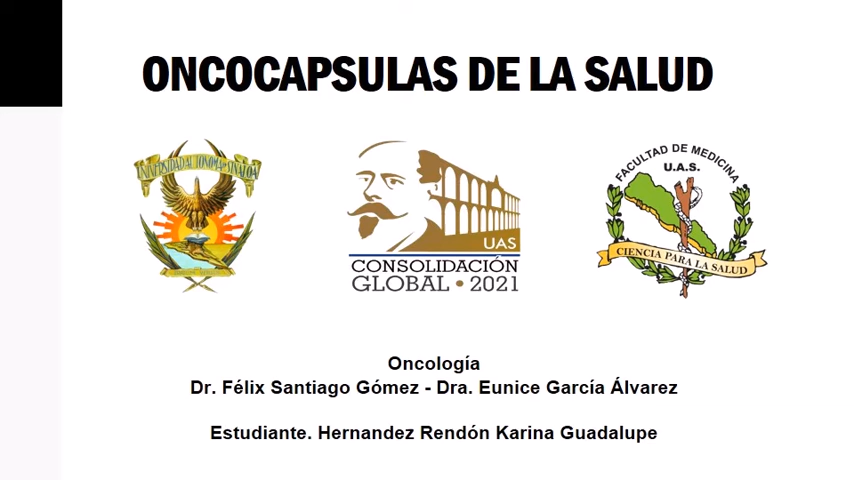 ONCOCAPSULAS DE LA SALUD
UNIVERSIDAD AUTONOMA DE SINALOA
UAS
CONSOLIDACIÓN
GLOBAL • 2021
FACULTAD DE MEDICINA
U.A.S.
CIENCIA PARA LA SALUD
Oncología
Dr. Félix Santiago Gómez - Dra. Eunice García Álvarez
Estudiante. Hernandez Rendón Karina Guadalupe